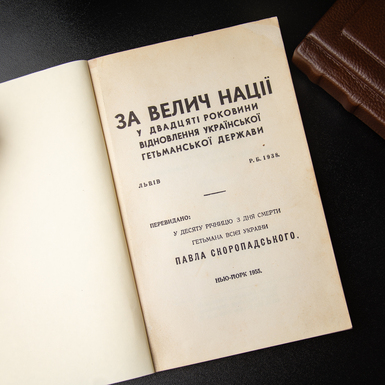 ЗА ВЕЛИЧ НАЦІЇ
У ДВАДЦЯТІ РОКОВИНИ
ВІДНОВЛЕННЯ УКРАЇНСЬКОЇ
ГЕТЬМАНСЬКОЇ ДЕРЖАВИ
ЛЬВІВ Р. Б. 1938.
ПЕРЕВИДАНО:
У ДЕСЯТУ РІЧНИЦЮ З ДНЯ СМЕРТИ
ГЕТЬМАНА ВСІЄЇ УКРАЇНИ
ПАВЛА СКОРОПАДСЬКОГО.
НЬЮ-ЙОРК 1955.